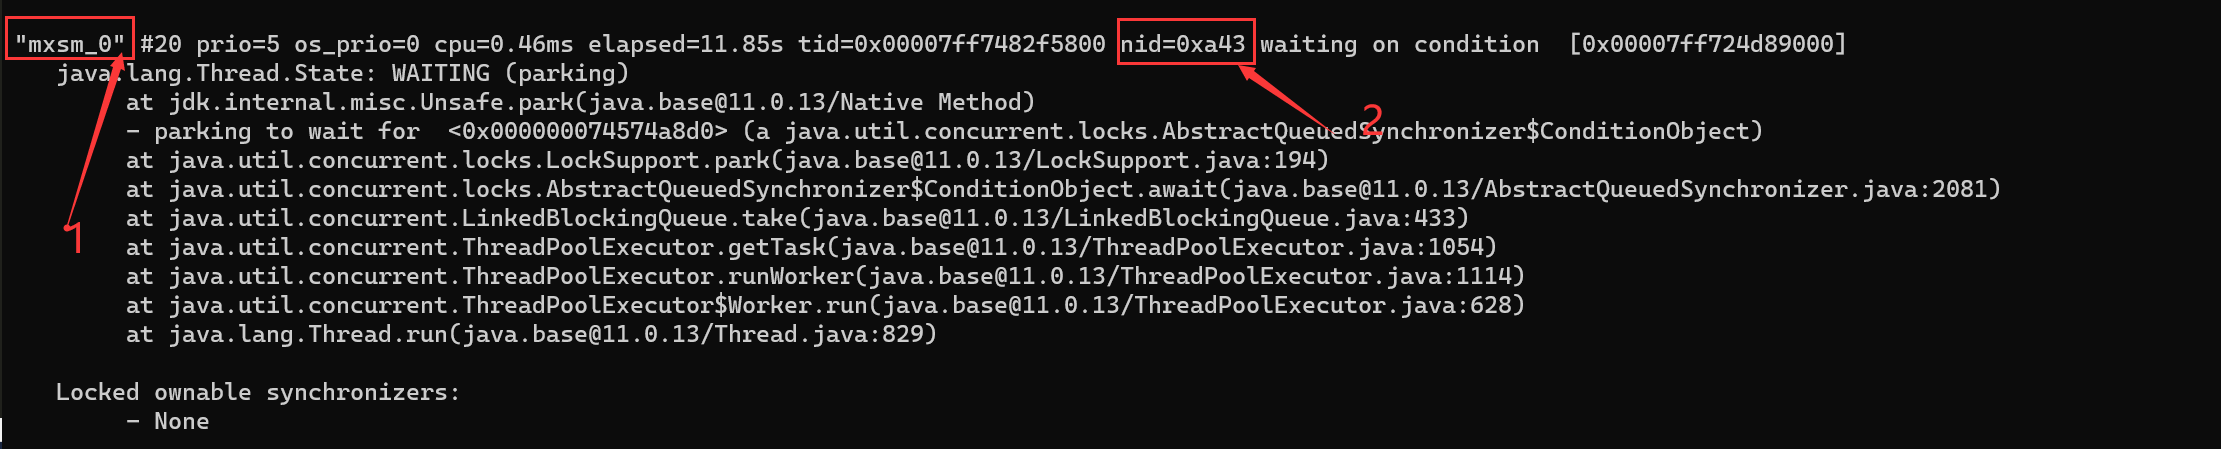 "mxsm_0" #20 prio=5 os_prio=0 cpu=0.46ms elapsed=11.85s tid=0x00007ff7482f5800 nid=0xa43 waiting on condition  [0x00007ff724d89000]
   java.lang.Thread.State: WAITING (parking)
        at jdk.internal.misc.Unsafe.park(java.base@11.0.13/Native Method)
        - parking to wait for  <0x000000074574a8d0> (a java.util.concurrent.locks.AbstractQueuedSynchronizer$ConditionObject)
        at java.util.concurrent.locks.LockSupport.park(java.base@11.0.13/LockSupport.java:194)
        at java.util.concurrent.locks.AbstractQueuedSynchronizer$ConditionObject.await(java.base@11.0.13/AbstractQueuedSynchronizer.java:2081)
        at java.util.concurrent.LinkedBlockingQueue.take(java.base@11.0.13/LinkedBlockingQueue.java:433)
        at java.util.concurrent.ThreadPoolExecutor.getTask(java.base@11.0.13/ThreadPoolExecutor.java:1054)
        at java.util.concurrent.ThreadPoolExecutor.runWorker(java.base@11.0.13/ThreadPoolExecutor.java:1114)
        at java.util.concurrent.ThreadPoolExecutor$Worker.run(java.base@11.0.13/ThreadPoolExecutor.java:628)
        at java.lang.Thread.run(java.base@11.0.13/Thread.java:829)
   Locked ownable synchronizers:
        - None
1
2